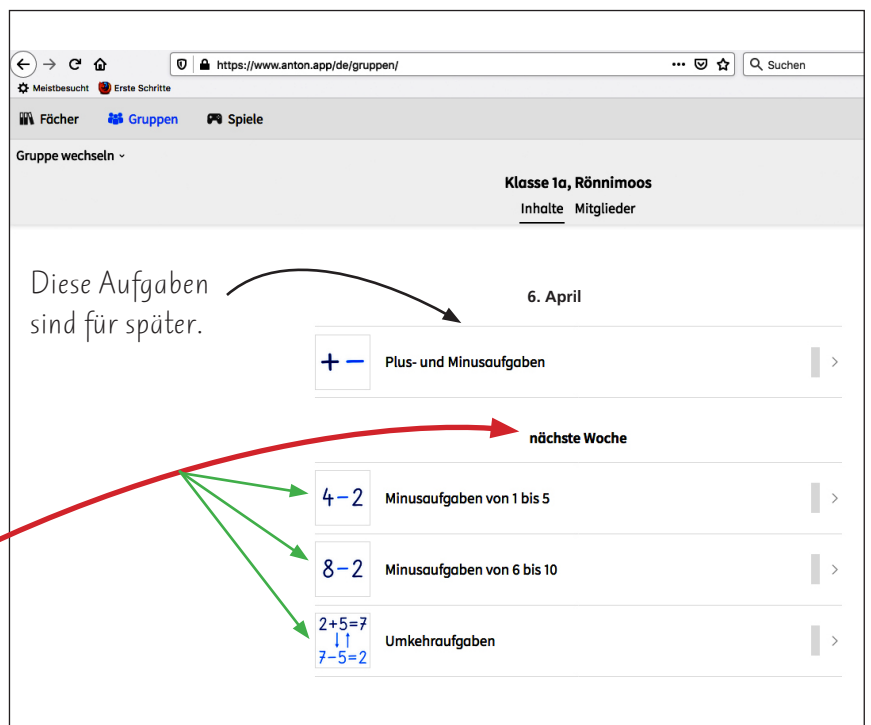 https://www.anton.app/de/gruppen/
Suchen
Meistbesucht Erste Schritte
Fächer Gruppen Spiele
Gruppe wechseln
Klasse 1a, Rönnimoos
Inhalte Mitglieder
Diese Aufgaben
sind für später.
6. April
+ − Plus- und Minusaufgaben
nächste Woche
4−2 Minusaufgaben von 1 bis 5
8−2 Minusaufgaben von 6 bis 10
2+5=7
Umkehraufgaben
7−5=2